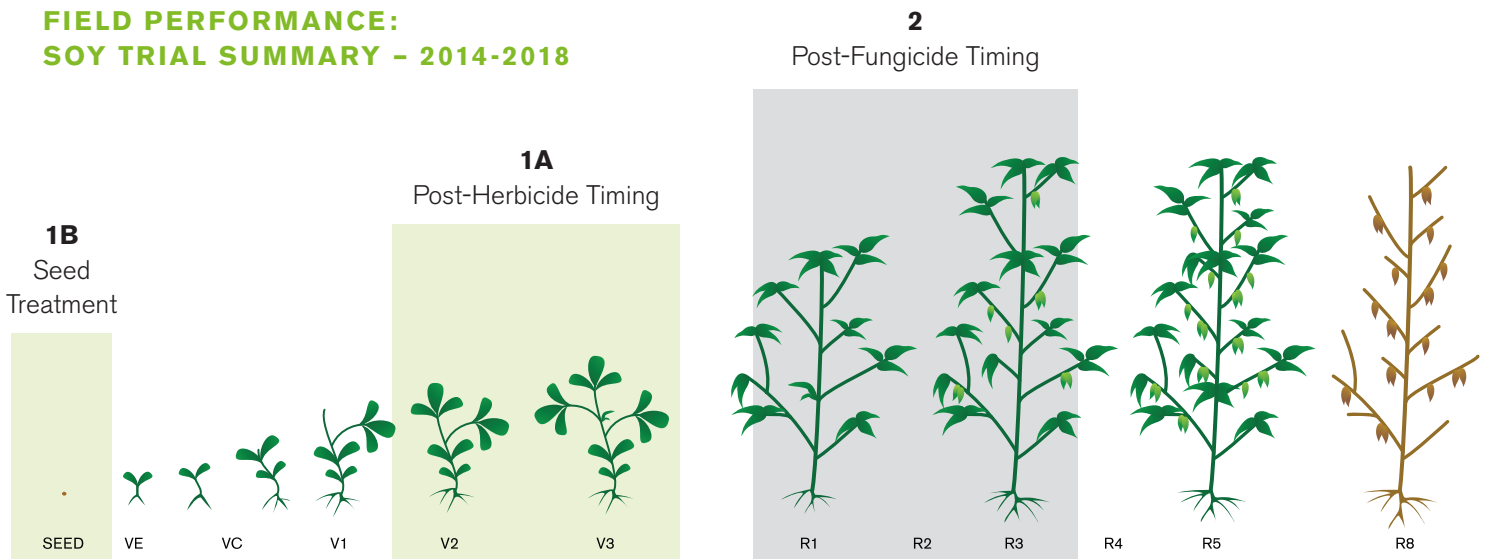 FIELD PERFORMANCE:
SOY TRIAL SUMMARY – 2014-2018
1B
Seed
Treatment
1A
Post-Herbicide Timing
2
Post-Fungicide Timing
SEED
VE
VC
V1
V2
V3
R1
R2
R3
R4
R5
R8